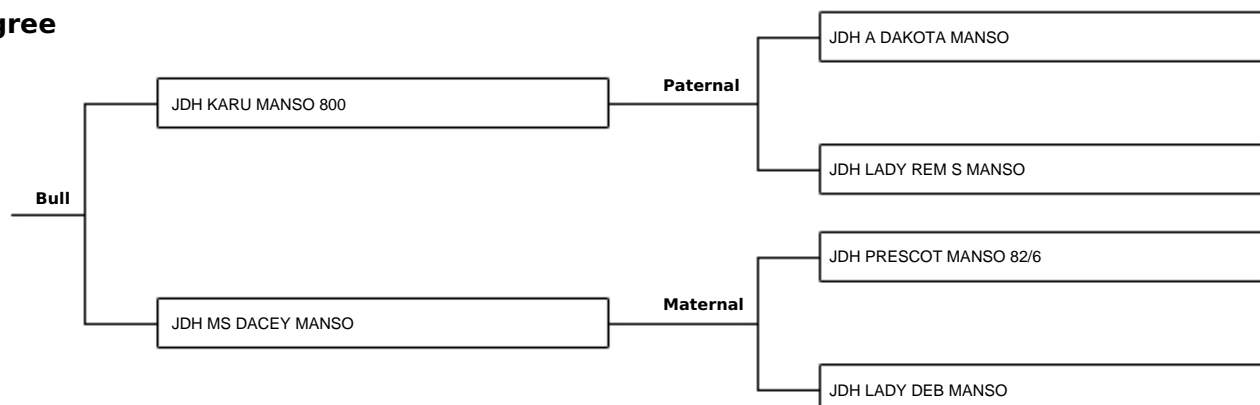 gree
JDH A DAKOTA MANSO
Paternal
JDH KARU MANSO 800
JDH LADY REM S MANSO
Bull
JDH PRESCOT MANSO 82/6
Maternal
JDH MS DACEY MANSO
JDH LADY DEB MANSO